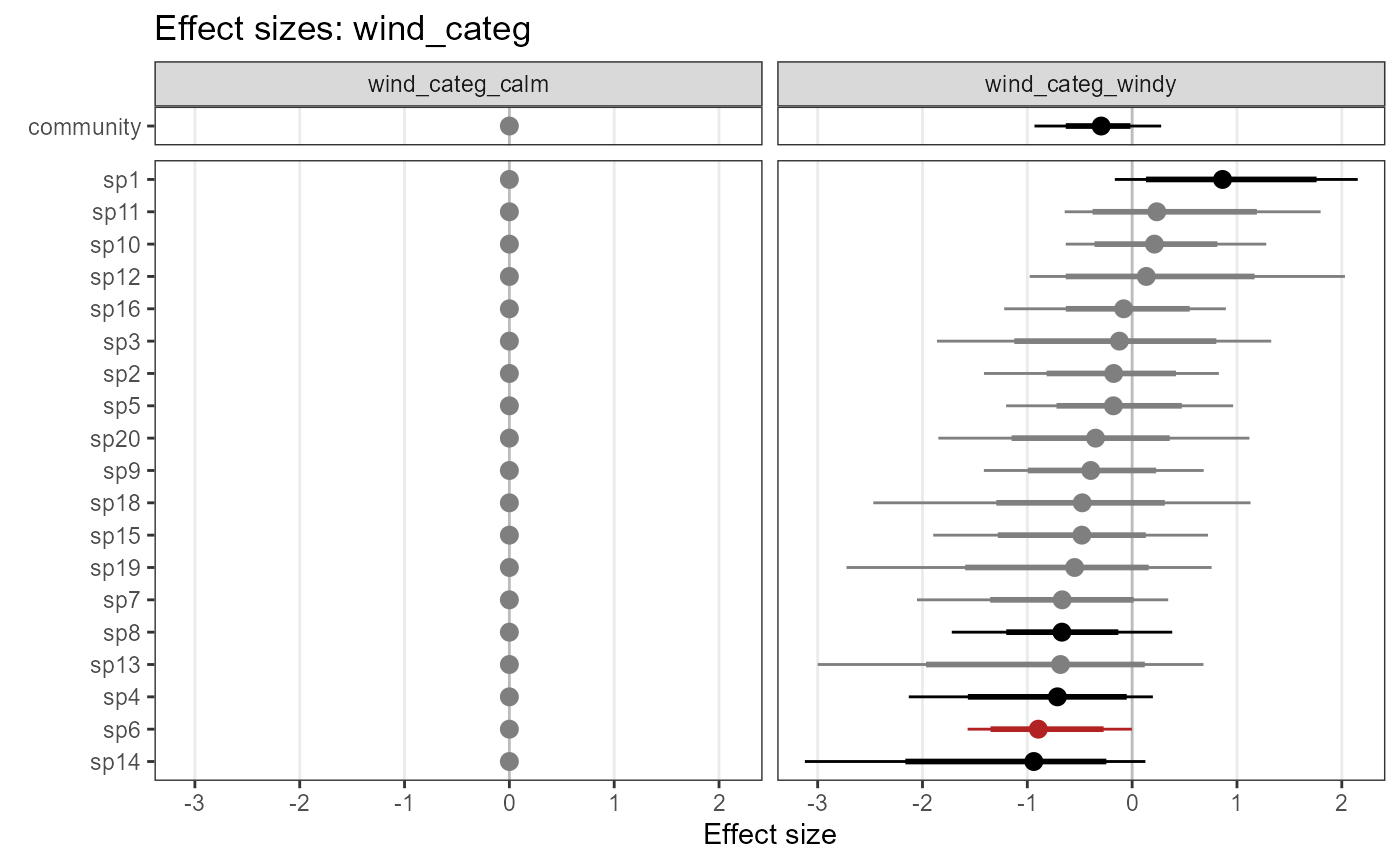 Effect sizes: wind_categ
wind_categ_calm
wind_categ_windy
community
sp1
sp11
sp10
sp12
sp16
sp3
sp2
sp5
sp20
sp9
sp18
sp15
sp19
sp7
sp8
sp13
sp4
sp6
sp14
-3 -2 -1 0 1 2
-3 -2 -1 0 1 2
Effect size